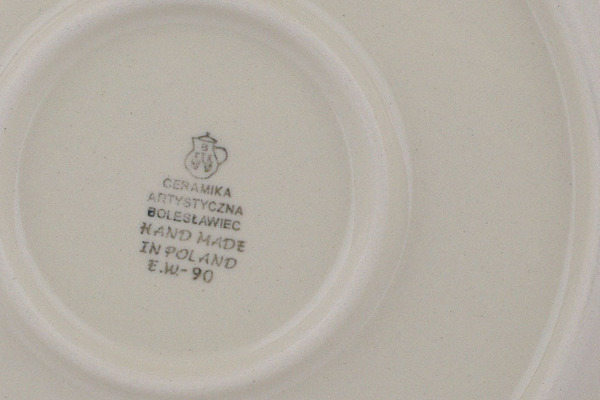 CERAMIKA
ARTYSTYCZNA
BOLESŁAWIEC
HAND MADE
IN POLAND
E.W.-90